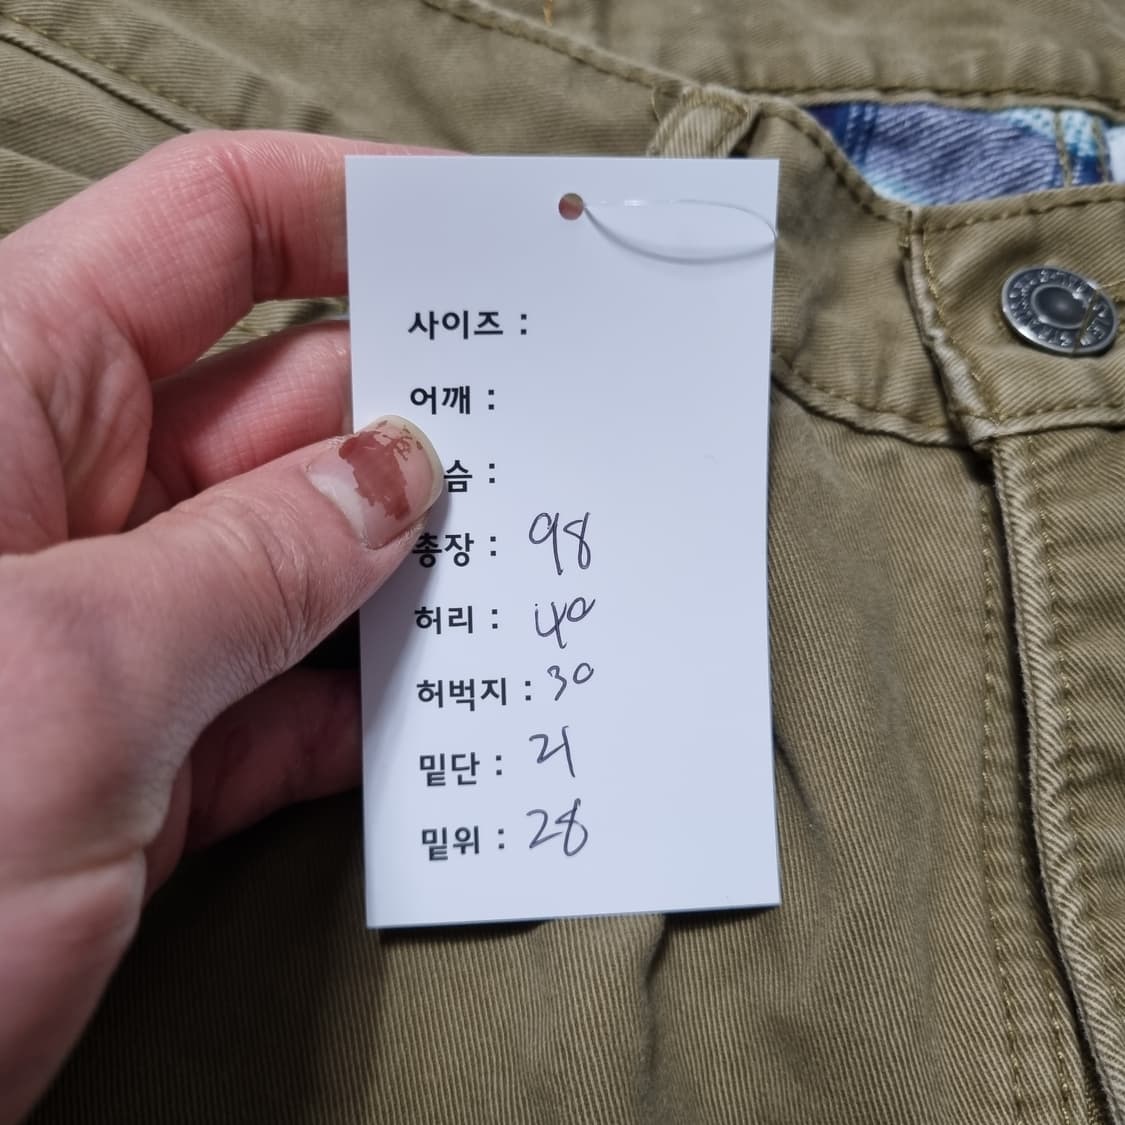 사이즈 :
어깨 :
슴 :
총장 : 98
허리 : 40
허벅지 : 30
밑단 : 21
밑위 : 28